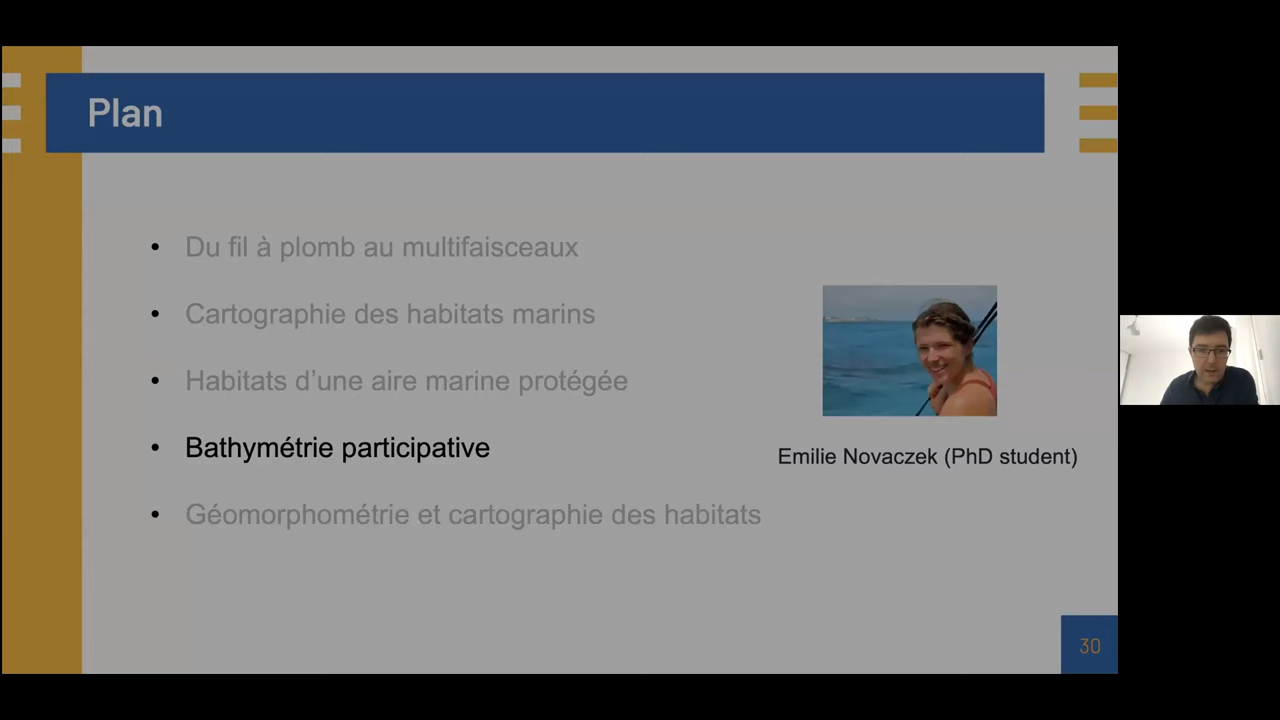 Plan
Du fil à plomb au multifaisceaux
Cartographie des habitats marins
Habitats d'une aire marine protégée
Bathymétrie participative
Géomorphométrie et cartographie des habitats
Emilie Novaczek (PhD student)
30